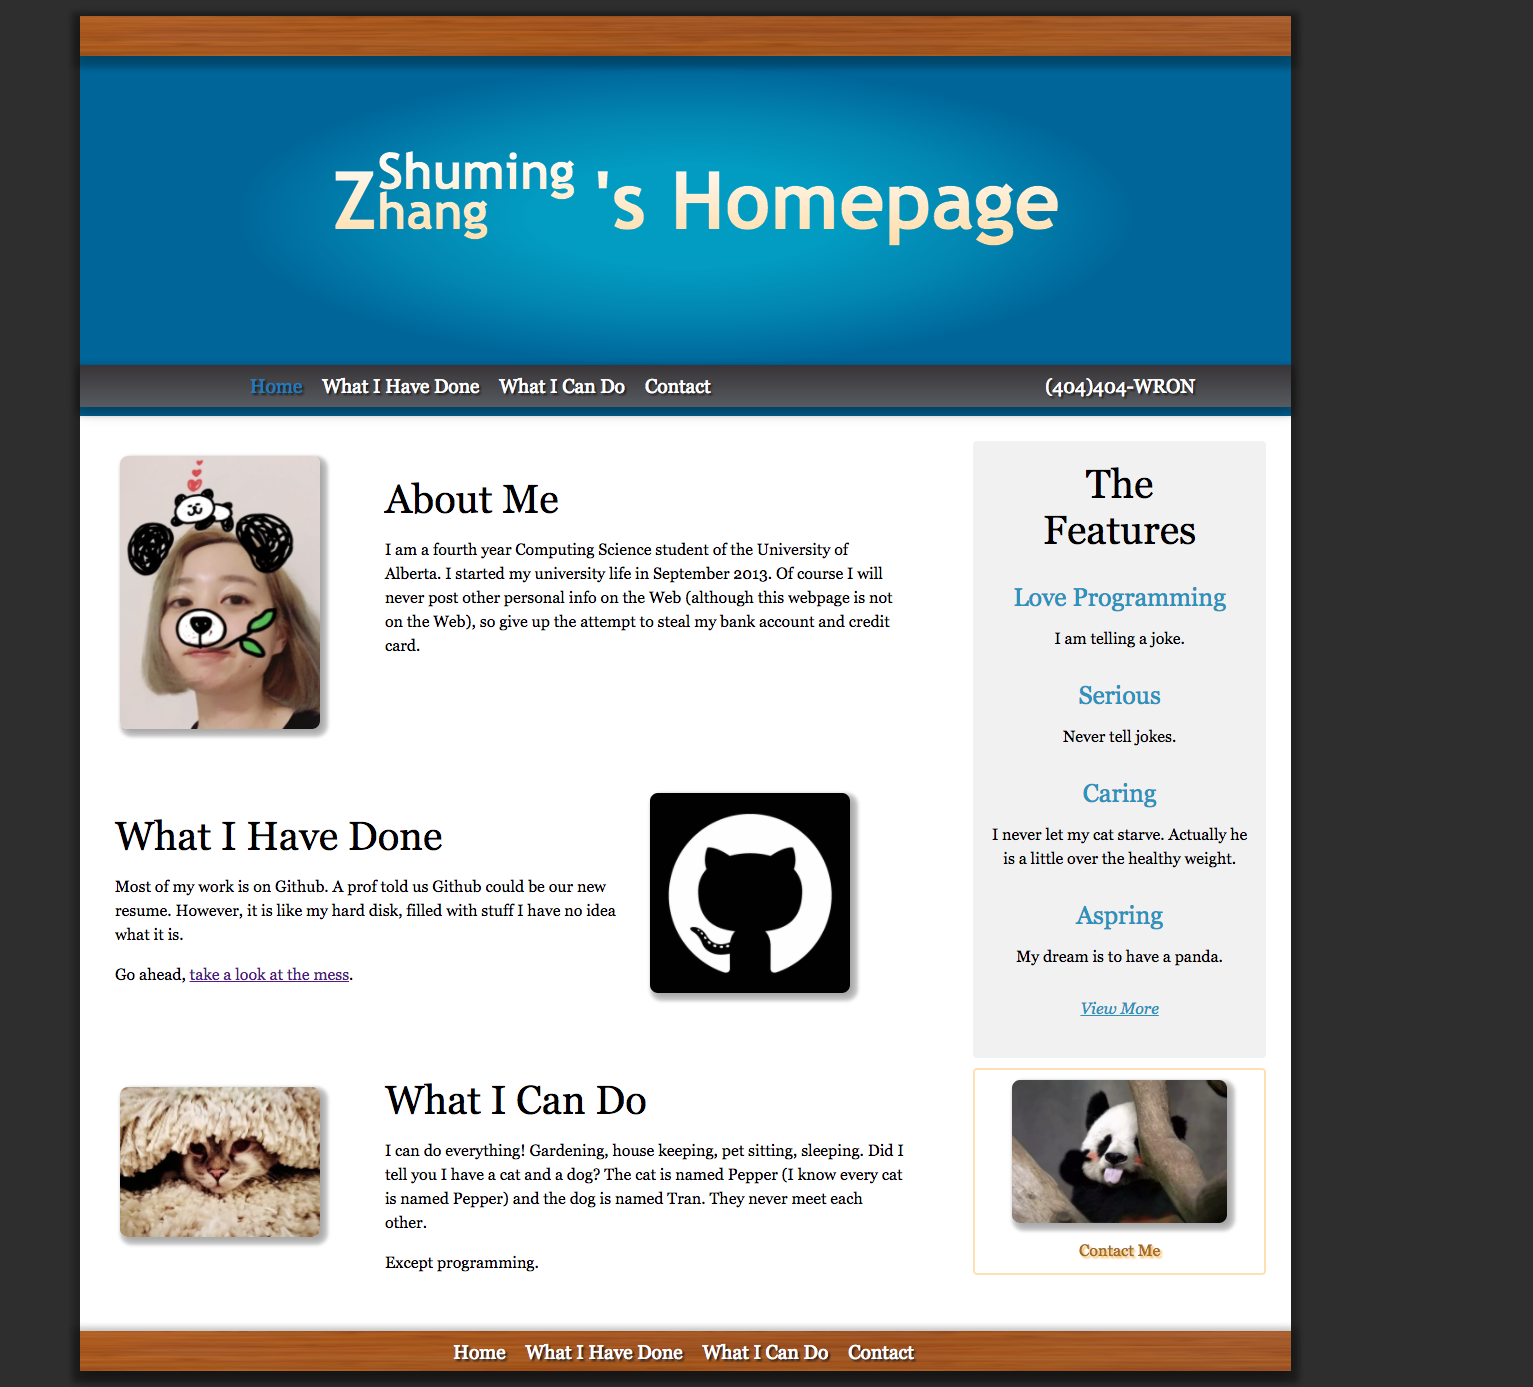 Shuming
Zhang 's Homepage
Home What I Have Done What I Can Do Contact (404)404-WRON
About Me
I am a fourth year Computing Science student of the University of
Alberta. I started my university life in September 2013. Of course I will
never post other personal info on the Web (although this webpage is not
on the Web), so give up the attempt to steal my bank account and credit
card.
What I Have Done
Most of my work is on Github. A prof told us Github could be our new
resume. However, it is like my hard disk, filled with stuff I have no idea
what it is.
Go ahead, take a look at the mess.
What I Can Do
I can do everything! Gardening, house keeping, pet sitting, sleeping. Did I
tell you I have a cat and a dog? The cat is named Pepper (I know every cat
is named Pepper) and the dog is named Tran. They never meet each
other.
Except programming.
The
Features
Love Programming
I am telling a joke.
Serious
Never tell jokes.
Caring
I never let my cat starve. Actually he
is a little over the healthy weight.
Aspring
My dream is to have a panda.
View More
Contact Me
Home What I Have Done What I Can Do Contact